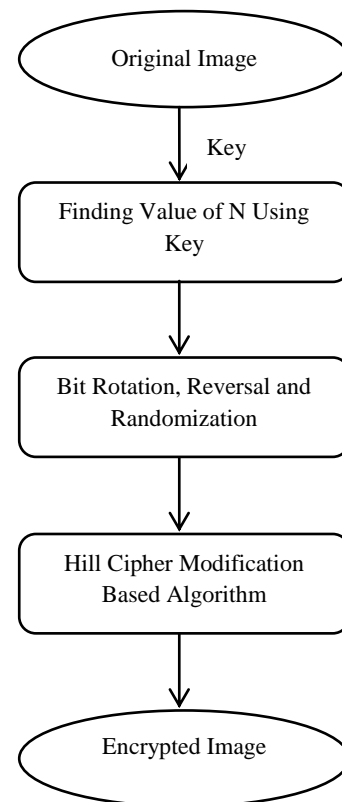 Original Image
Key
Finding Value of N Using
Key
Bit Rotation, Reversal and
Randomization
Hill Cipher Modification
Based Algorithm
Encrypted Image